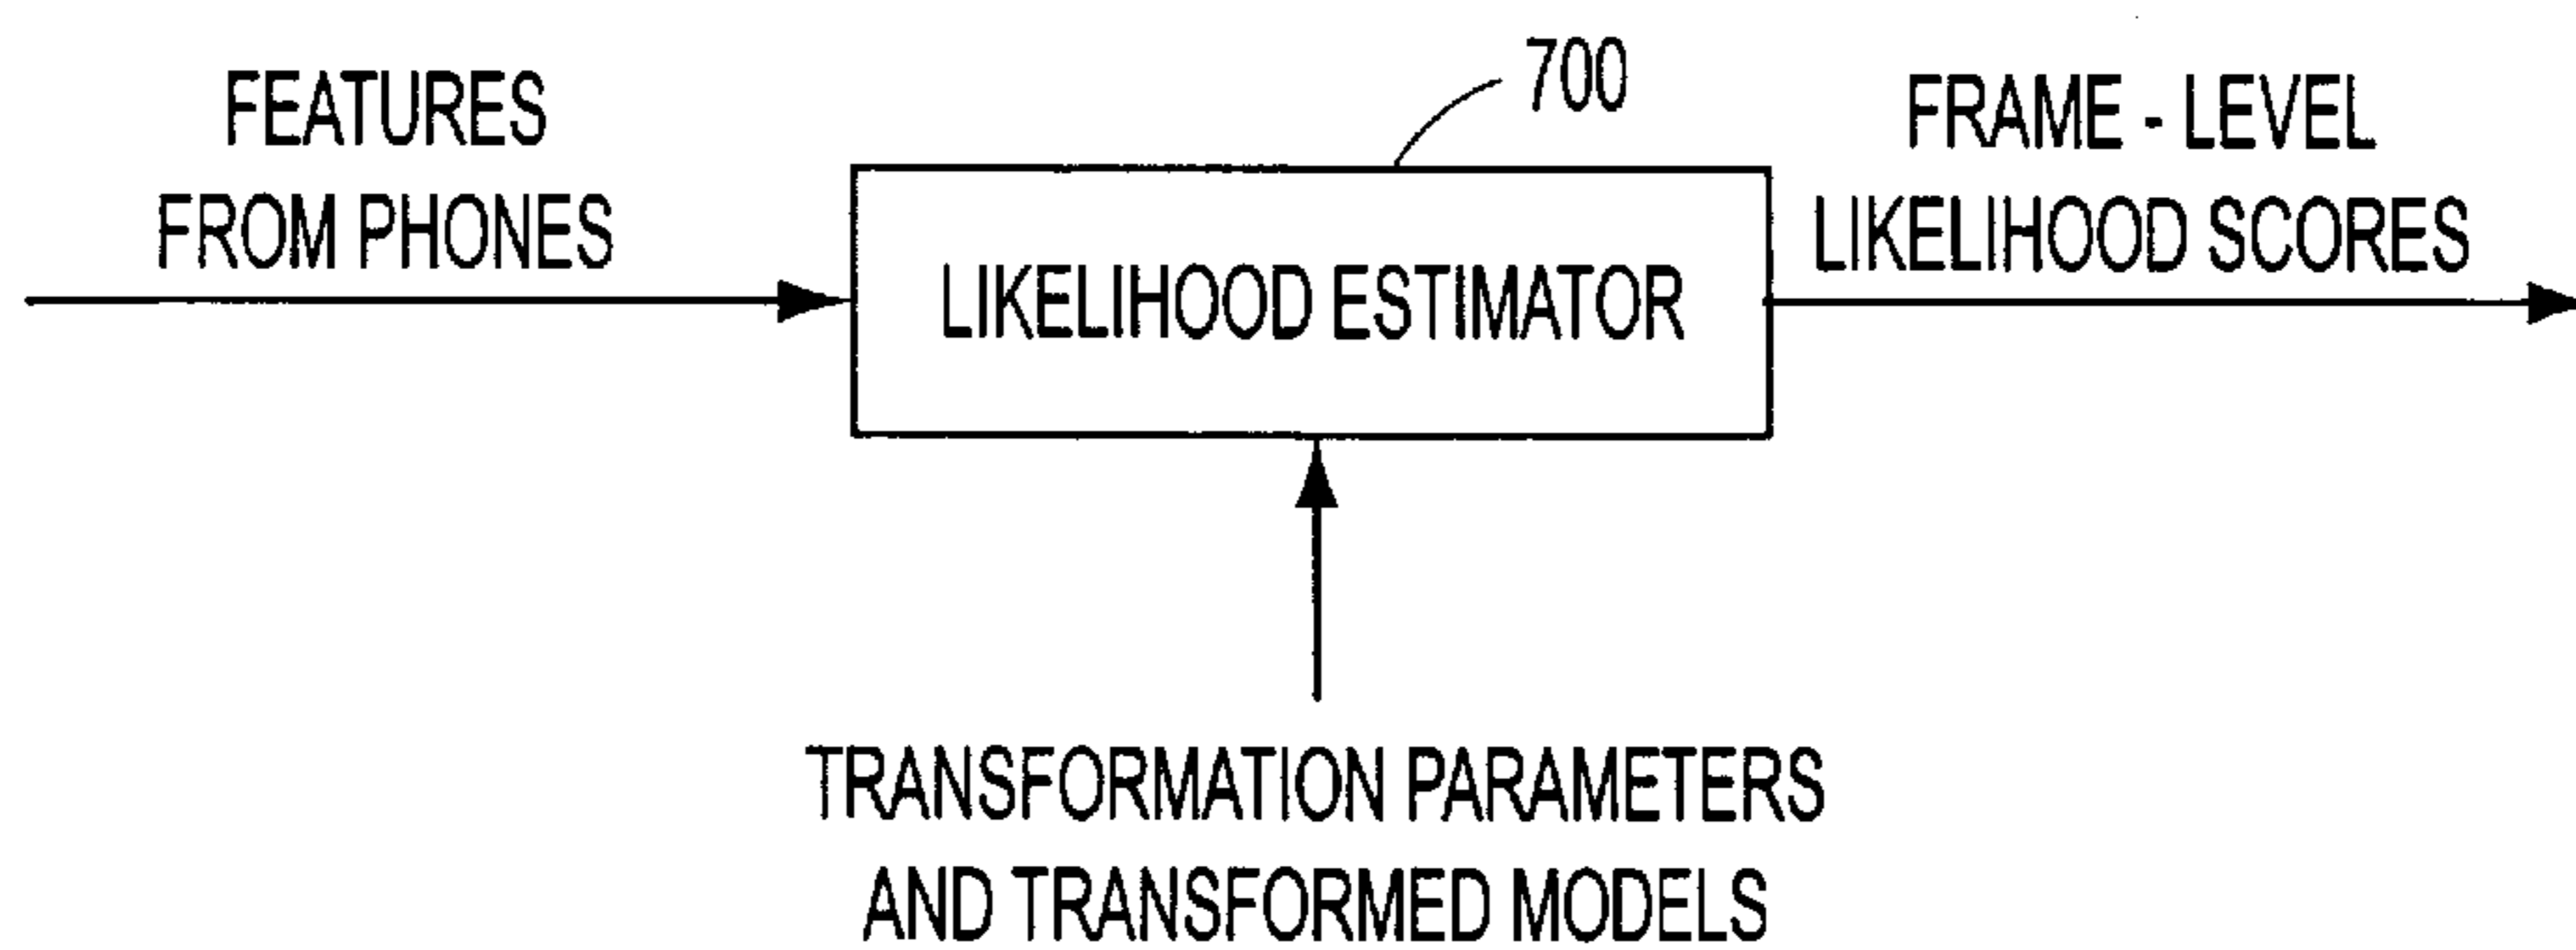 FEATURES
FROM PHONES
700
FRAME - LEVEL
LIKELIHOOD SCORES
LIKELIHOOD ESTIMATOR
TRANSFORMATION PARAMETERS
AND TRANSFORMED MODELS